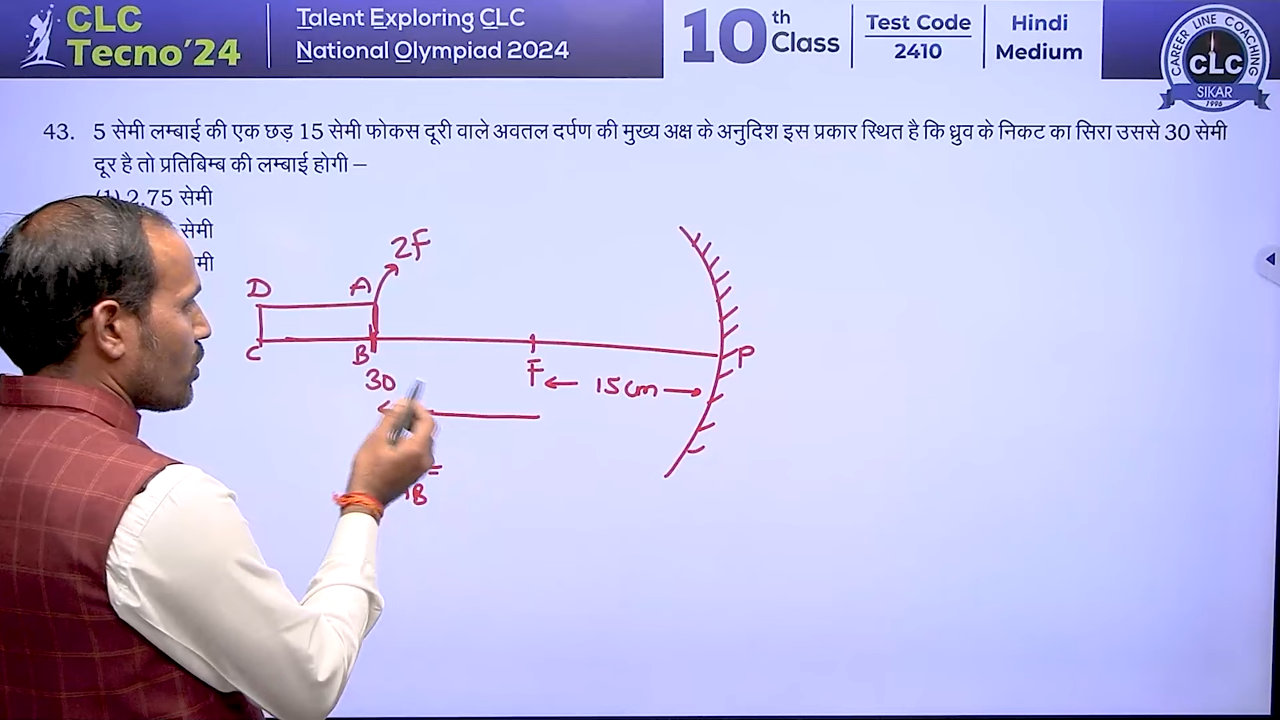 CLC
Tecno'24
Talent Exploring CLC
National Olympiad 2024
10th Class
Test Code
2410
Hindi
Medium
CAREER LINE COACHING
CLC
SIKAR
1996
43. 5 सेमी लम्बाई की एक छड़ 15 सेमी फोकस दूरी वाले अवतल दर्पण की मुख्य अक्ष के अनुदिश इस प्रकार स्थित है कि ध्रुव के निकट का सिरा उससे 30 सेमी
दूर है तो प्रतिबिम्ब की लम्बाई होगी –
(1) 2.75 सेमी
सेमी
मी
2F
D A
C B
30
F
15cm
P
B
=